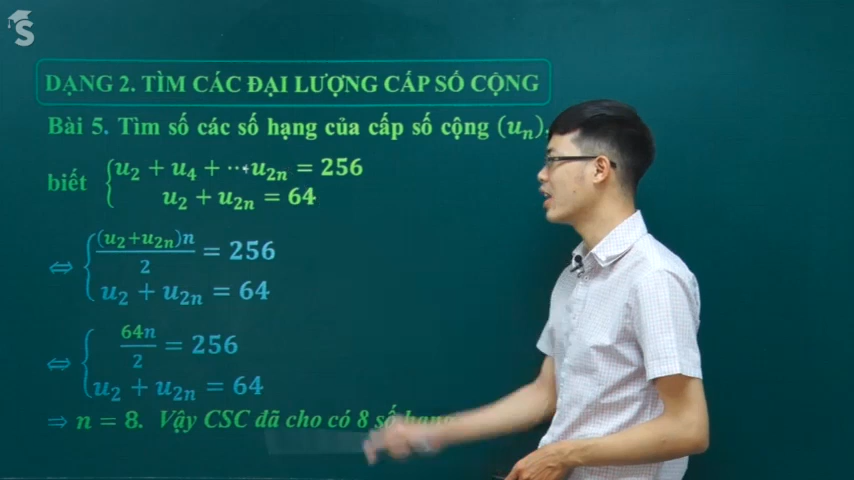 S
DẠNG 2. TÌM CÁC ĐẠI LƯỢNG CẤP SỐ CỘNG
Bài 5. Tìm số các số hạng của cấp số cộng (uₙ),
biết { u₂ + u₄ + ⋯u₂ₙ = 256
u₂ + u₂ₙ = 64
⇔ { (u₂+u₂ₙ)n / 2 = 256
u₂ + u₂ₙ = 64
⇔ { 64n / 2 = 256
u₂ + u₂ₙ = 64
⇒ n = 8. Vậy CSC đã cho có 8 số hạng